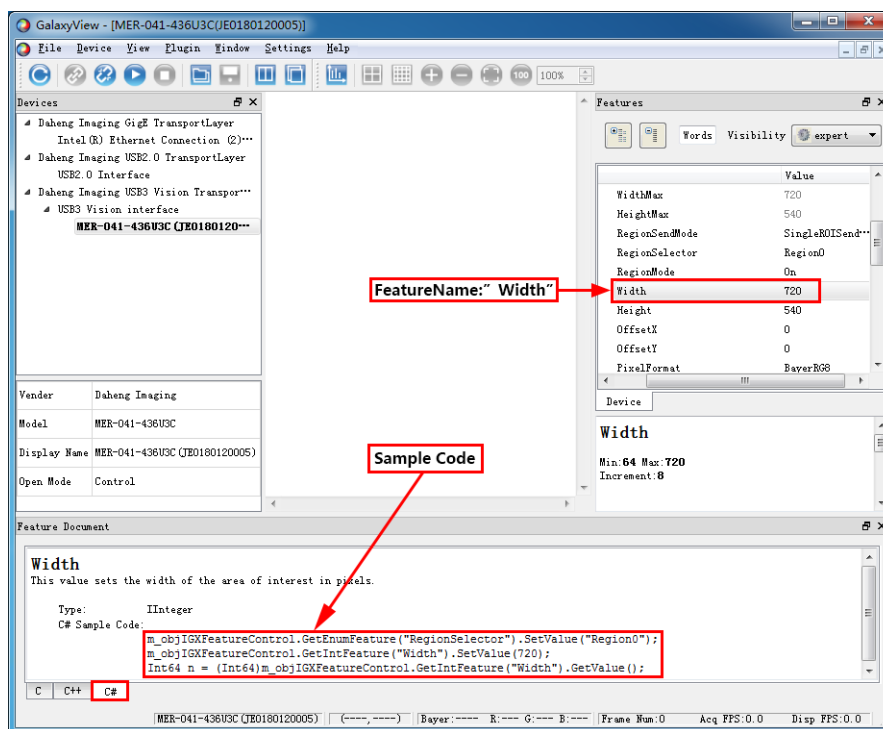 GalaxyView - [MER-041-436U3C(JE0180120005)]
File Device View Plugin Window Settings Help
100 100%
Devices
Daheng Imaging GigE TransportLayer
Intel(R) Ethernet Connection (2)···
Daheng Imaging USB2.0 TransportLayer
USB2.0 Interface
Daheng Imaging USB3 Vision Transpor···
USB3 Vision interface
MER-041-436U3C(JE0180120···
Vender Daheng Imaging
Model MER-041-436U3C
Display Name MER-041-436U3C(JE0180120005)
Open Mode Control
FeatureName:" Width"
Sample Code
Features
Words Visibility expert
Value
WidthMax 720
HeightMax 540
RegionSendMode SingleROISend···
RegionSelector Region0
RegionMode On
Width 720
Height 540
OffsetX 0
OffsetY 0
PixelFormat BayerRG8
Device
Width
Min:64 Max:720
Increment:8
Feature Document
Width
This value sets the width of the area of interest in pixels.
Type: IInteger
C# Sample Code:
m_objIGXFeatureControl.GetEnumFeature("RegionSelector").SetValue("Region0");
m_objIGXFeatureControl.GetIntFeature("Width").SetValue(720);
Int64 n = (Int64)m_objIGXFeatureControl.GetIntFeature("Width").GetValue();
C C++ C#
MER-041-436U3C(JE0180120005) (----,----) Bayer:---- R:--- G:--- B:--- Frame Num:0 Acq FPS:0.0 Disp FPS:0.0